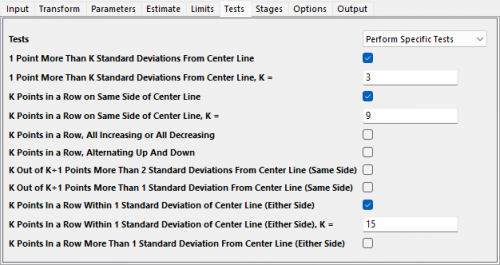 Input Transform Parameters Estimate Limits Tests Stages Options Output
Tests Perform Specific Tests
1 Point More Than K Standard Deviations From Center Line
1 Point More Than K Standard Deviations From Center Line, K = 3
K Points in a Row on Same Side of Center Line
K Points in a Row on Same Side of Center Line, K = 9
K Points in a Row, All Increasing or All Decreasing
K Points in a Row, Alternating Up And Down
K Out of K+1 Points More Than 2 Standard Deviations From Center Line (Same Side)
K Out of K+1 Points More Than 1 Standard Deviation From Center Line (Same Side)
K Points In a Row Within 1 Standard Deviation of Center Line (Either Side)
K Points In a Row Within 1 Standard Deviation of Center Line (Either Side), K = 15
K Points In a Row More Than 1 Standard Deviation From Center Line (Either Side)